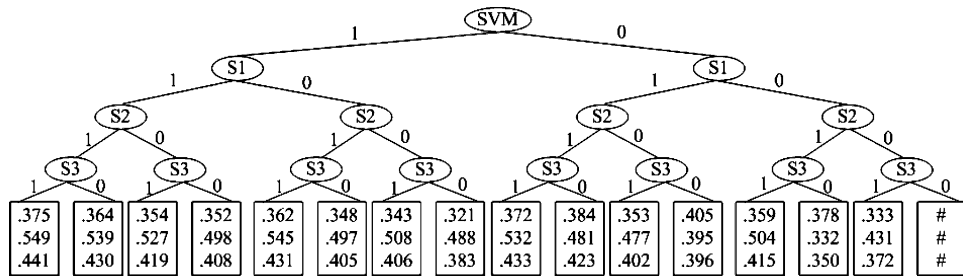 SVM
1 0
S1 S1
1 0 1 0
S2 S2 S2 S2
1 0 1 0 1 0 1 0
S3 S3 S3 S3 S3 S3 S3 S3
1 0 1 0 1 0 1 0 1 0 1 0 1 0 1 0
.375 .364 .354 .352 .362 .348 .343 .321 .372 .384 .353 .405 .359 .378 .333 #
.549 .539 .527 .498 .545 .497 .508 .488 .532 .481 .477 .395 .504 .332 .431 #
.441 .430 .419 .408 .431 .405 .406 .383 .433 .423 .402 .396 .415 .350 .372 #